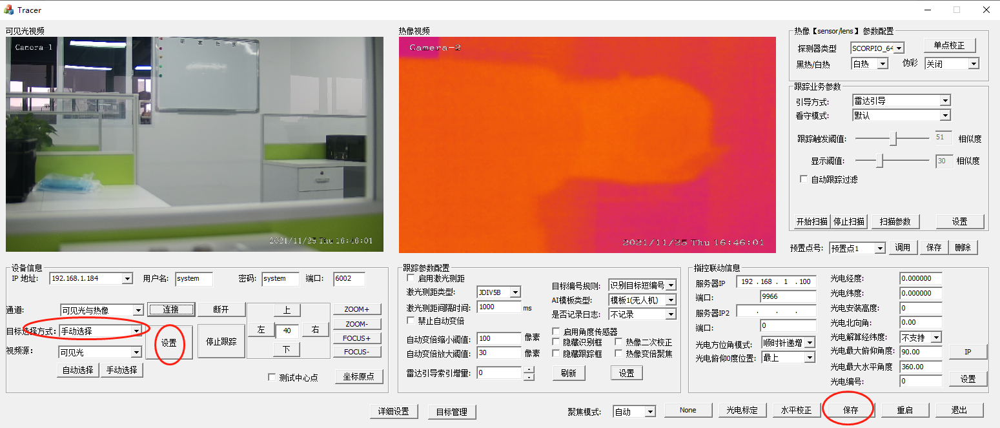 Tracer
可见光视频
Camera 1
2021/11/25 Thu 16:46:01
热像视频
Camera-2
2021/11/25 Thu 16:46:01
热像【sensor/lens】参数配置
探测器类型 SCORPIO_64 单点校正
黑热/白热 白热 伪彩 关闭
跟踪业务参数
引导方式: 雷达引导
看守模式: 默认
跟踪触发阈值: 51 相似度
显示阈值: 30 相似度
自动跟踪过滤
开始扫描 停止扫描 扫描参数 设置
预置点号: 预置点1 调用 保存 删除
设备信息
IP 地址: 192.168.1.184 用户名: system 密码: system 端口: 6002
通道: 可见光与热像 连接 断开
目标选择方式: 手动选择 设置 停止跟踪
视频源: 可见光
自动选择 手动选择
上
左 40 右
下
ZOOM+
ZOOM-
FOCUS+
FOCUS-
测试中心点 坐标原点
跟踪参数配置
启用激光测距
激光测距类型: JDIV5B
激光测距间隔时间: 1000 ms
禁止自动变倍
自动变倍缩小阈值: 100 像素
自动变倍放大阈值: 30 像素
雷达引导索引增量: 0
目标编号规则: 识别目标短编号
AI模板类型: 模板1(无人机)
是否记录日志: 不记录
启用角度传感器
隐藏识别框 热像二次校正
隐藏跟踪框 热像变倍聚焦
刷新 设置
指控联动信息
服务器IP 192 . 168 . 1 .100
端口: 9966
服务器IP2 . . .
端口: 0
光电方位角模式: 顺时针递增
光电俯仰0度位置: 最上
光电经度: 0.000000
光电纬度: 0.000000
光电安装高度: 0
光电北向角: 0.00
光电解算经纬度: 不支持
光电最大俯仰角度: 90.00 IP
光电最大水平角度 360.00
光电编号: 0 设置
详细设置 目标管理 聚焦模式: 自动 None 光电标定 水平校正 保存 重启 退出